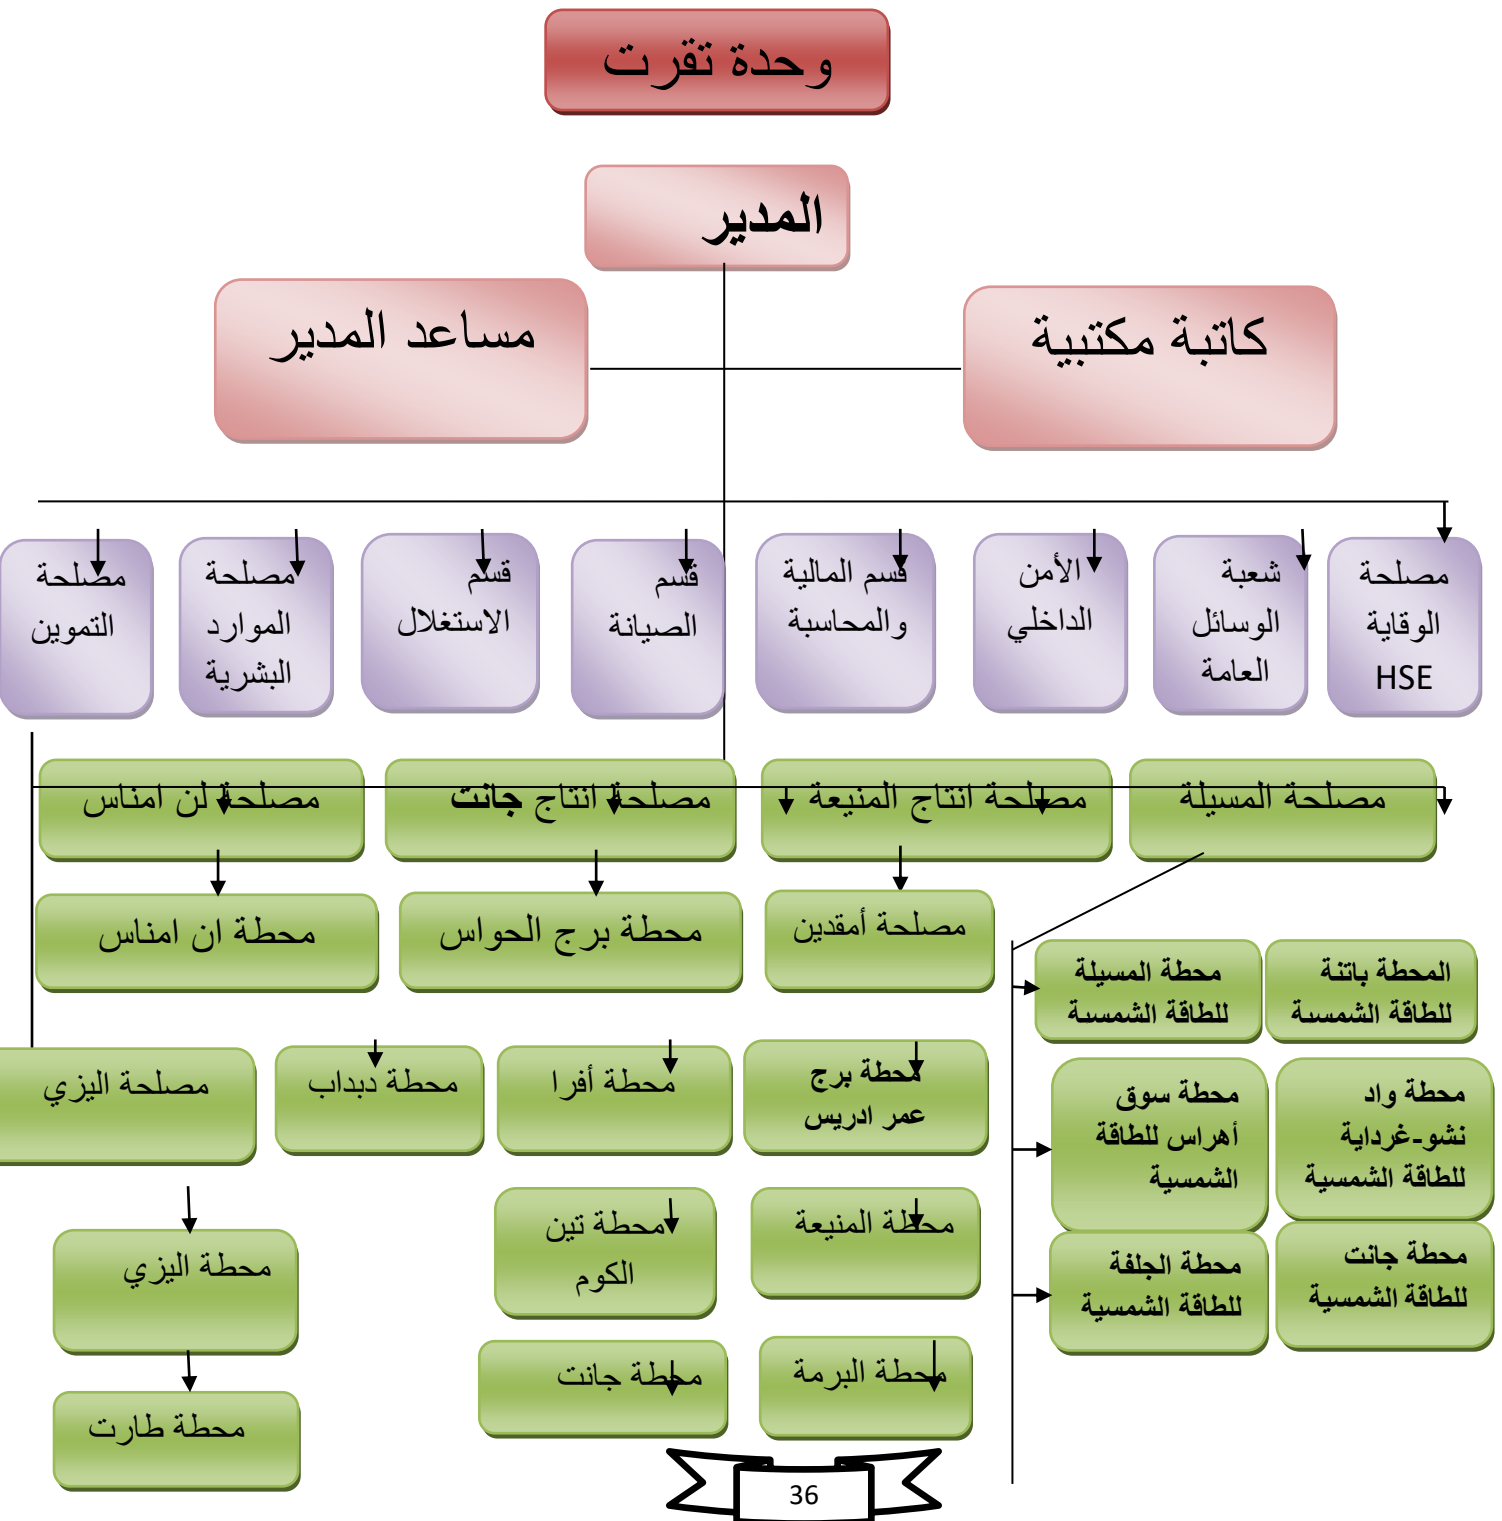 وحدة تقرت
المدير
كاتبة مكتبية
مساعد المدير
مصلحة
الوقاية
HSE
شعبة
الوسائل
العامة
الأمن
الداخلي
قسم المالية
والمحاسبة
قسم
الصيانة
قسم
الاستغلال
مصلحة
الموارد
البشرية
مصلحة
التموين
مصلحة المسيلة
مصلحة انتاج المنيعة
مصلحة انتاج جانت
مصلحة لن امناس
مصلحة أمقدين
محطة برج الحواس
محطة ان امناس
المحطة باتنة
للطاقة الشمسية
محطة المسيلة
للطاقة الشمسية
محطة برج
عمر ادريس
محطة أفرا
محطة دبداب
مصلحة اليزي
محطة واد
نشو-غرداية
للطاقة الشمسية
محطة سوق
أهراس للطاقة
الشمسية
محطة المنيعة
محطة تين
الكوم
محطة اليزي
محطة جانت
للطاقة الشمسية
محطة الجلفة
للطاقة الشمسية
محطة البرمة
محطة جانت
محطة طارت
36